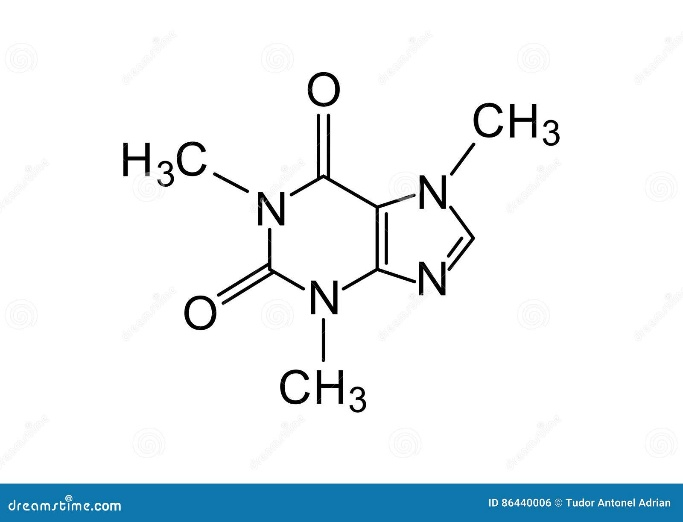 O
CH3
H3C
N
N
O
N
N
CH3
dreamstime.com
ID 86440006 © Tudor Antonel Adrian